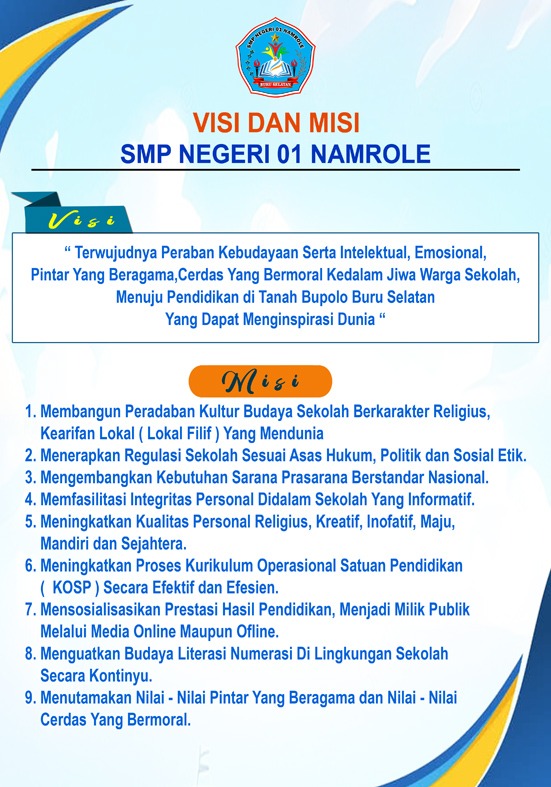 SMP NEGERI 01 NAMROLE
BURU SELATAN
VISI DAN MISI
SMP NEGERI 01 NAMROLE
Visi
“ Terwujudnya Peraban Kebudayaan Serta Intelektual, Emosional,
Pintar Yang Beragama,Cerdas Yang Bermoral Kedalam Jiwa Warga Sekolah,
Menuju Pendidikan di Tanah Bupolo Buru Selatan
Yang Dapat Menginspirasi Dunia “
Misi
1. Membangun Peradaban Kultur Budaya Sekolah Berkarakter Religius,
Kearifan Lokal ( Lokal Filif ) Yang Mendunia
2. Menerapkan Regulasi Sekolah Sesuai Asas Hukum, Politik dan Sosial Etik.
3. Mengembangkan Kebutuhan Sarana Prasarana Berstandar Nasional.
4. Memfasilitasi Integritas Personal Didalam Sekolah Yang Informatif.
5. Meningkatkan Kualitas Personal Religius, Kreatif, Inofatif, Maju,
Mandiri dan Sejahtera.
6. Meningkatkan Proses Kurikulum Operasional Satuan Pendidikan
( KOSP ) Secara Efektif dan Efesien.
7. Mensosialisasikan Prestasi Hasil Pendidikan, Menjadi Milik Publik
Melalui Media Online Maupun Ofline.
8. Menguatkan Budaya Literasi Numerasi Di Lingkungan Sekolah
Secara Kontinyu.
9. Menutamakan Nilai - Nilai Pintar Yang Beragama dan Nilai - Nilai
Cerdas Yang Bermoral.